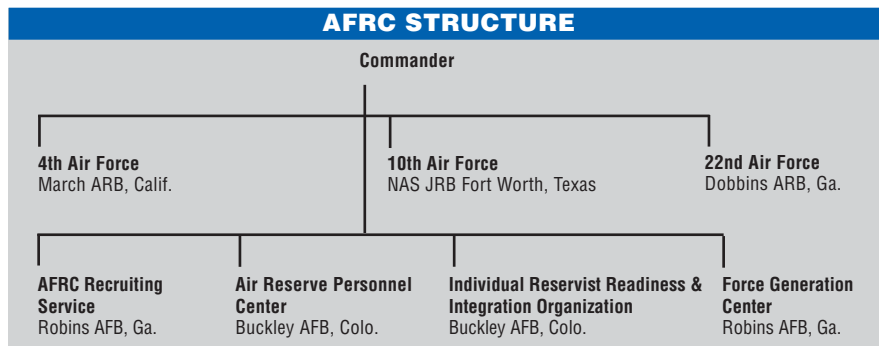 AFRC STRUCTURE
Commander
4th Air Force
March ARB, Calif.
10th Air Force
NAS JRB Fort Worth, Texas
22nd Air Force
Dobbins ARB, Ga.
AFRC Recruiting
Service
Robins AFB, Ga.
Air Reserve Personnel
Center
Buckley AFB, Colo.
Individual Reservist Readiness &
Integration Organization
Buckley AFB, Colo.
Force Generation
Center
Robins AFB, Ga.